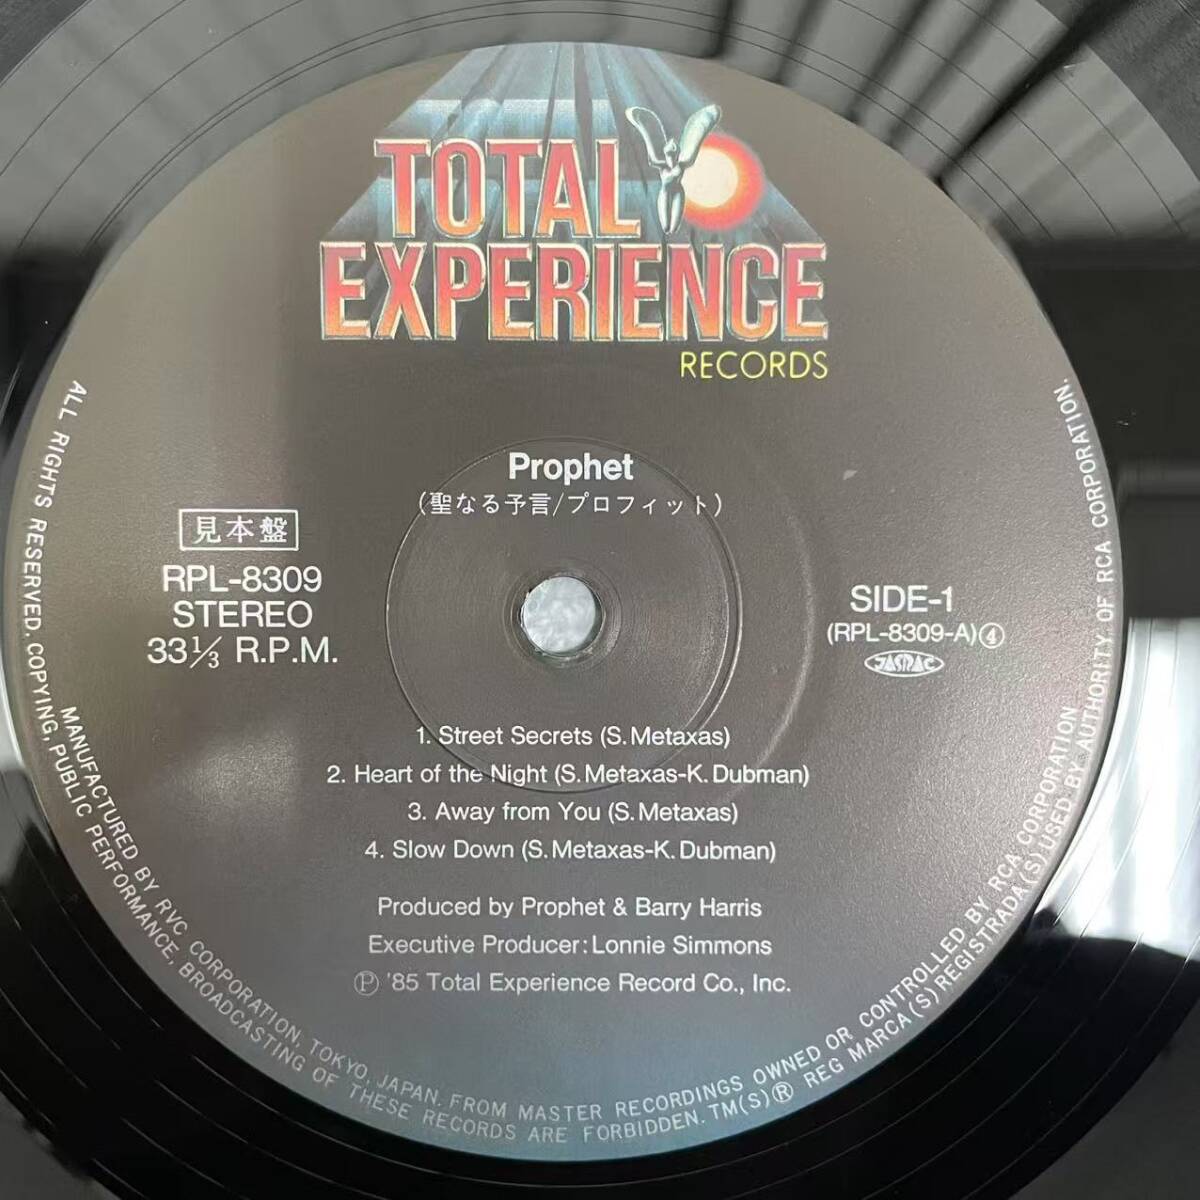 TOTAL
EXPERIENCE
RECORDS
Prophet
(聖なる予言/プロフィット)
見本盤
RPL-8309
STEREO
33 1/3 R.P.M.
SIDE-1
(RPL-8309-A)④
JASRAC
1. Street Secrets (S. Metaxas)
2. Heart of the Night (S. Metaxas-K. Dubman)
3. Away from You (S. Metaxas)
4. Slow Down (S. Metaxas-K. Dubman)
Produced by Prophet & Barry Harris
Executive Producer: Lonnie Simmons
Ⓟ '85 Total Experience Record Co., Inc.
ALL RIGHTS RESERVED. COPYING, PUBLIC PERFORMANCE, BROADCASTING OF THESE RECORDS ARE FORBIDDEN. TM(S)® REG MARCA(S) REGISTRADA(S) USED BY AUTHORITY OF RCA CORPORATION.
MANUFACTURED BY RVC CORPORATION, TOKYO, JAPAN. FROM MASTER RECORDINGS OWNED OR CONTROLLED BY RCA CORPORATION